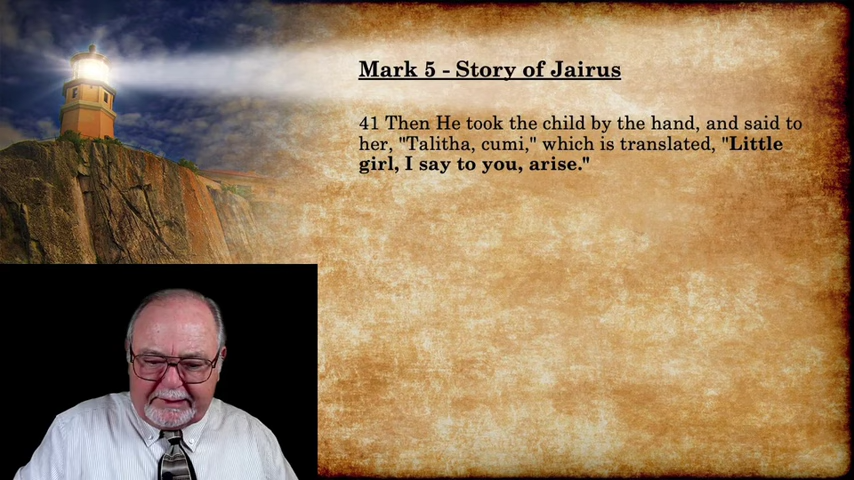 Mark 5 - Story of Jairus
41 Then He took the child by the hand, and said to
her, "Talitha, cumi," which is translated, "Little
girl, I say to you, arise."